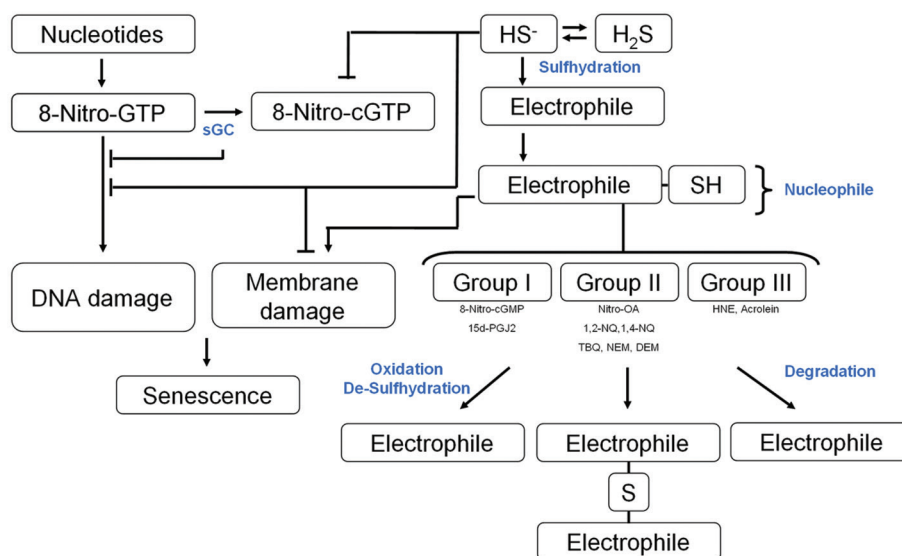 Nucleotides
HS-
H2S
Sulfhydration
8-Nitro-GTP
8-Nitro-cGTP
Electrophile
sGC
Electrophile
SH
Nucleophile
DNA damage
Membrane
damage
Group I
Group II
Group III
8-Nitro-cGMP
15d-PGJ2
Nitro-OA
1,2-NQ,1,4-NQ
TBQ, NEM, DEM
HNE, Acrolein
Senescence
Oxidation
De-Sulfhydration
Degradation
Electrophile
Electrophile
Electrophile
S
Electrophile